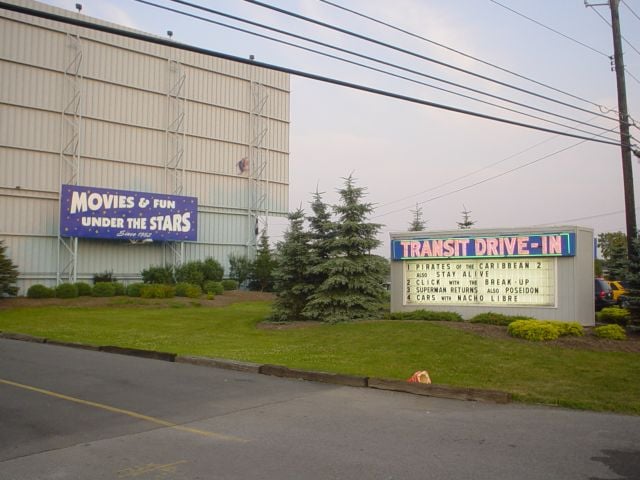 MOVIES & FUN
UNDER THE STARS
Since 1952
TRANSIT DRIVE-IN
1 PIRATES OF THE CARIBBEAN 2
ALSO STAY ALIVE
2 CLICK WITH THE BREAK-UP
3 SUPERMAN RETURNS ALSO POSEIDON
4 CARS WITH NACHO LIBRE